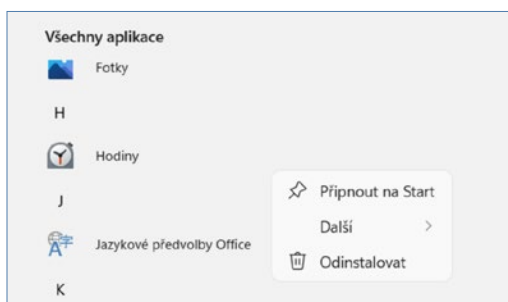 Všechny aplikace
Fotky
H
Hodiny
J
Jazykové předvolby Office
K
Připnout na Start
Další
Odinstalovat